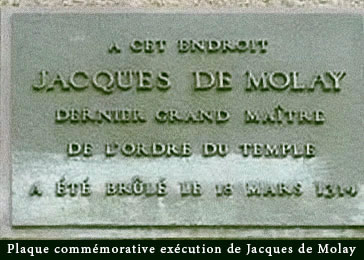 A CET ENDROIT
JACQUES DE MOLAY
DERNIER GRAND MAÎTRE
DE L'ORDRE DU TEMPLE
A ÉTÉ BRÛLÉ LE 18 MARS 1314
Plaque commémorative exécution de Jacques de Molay